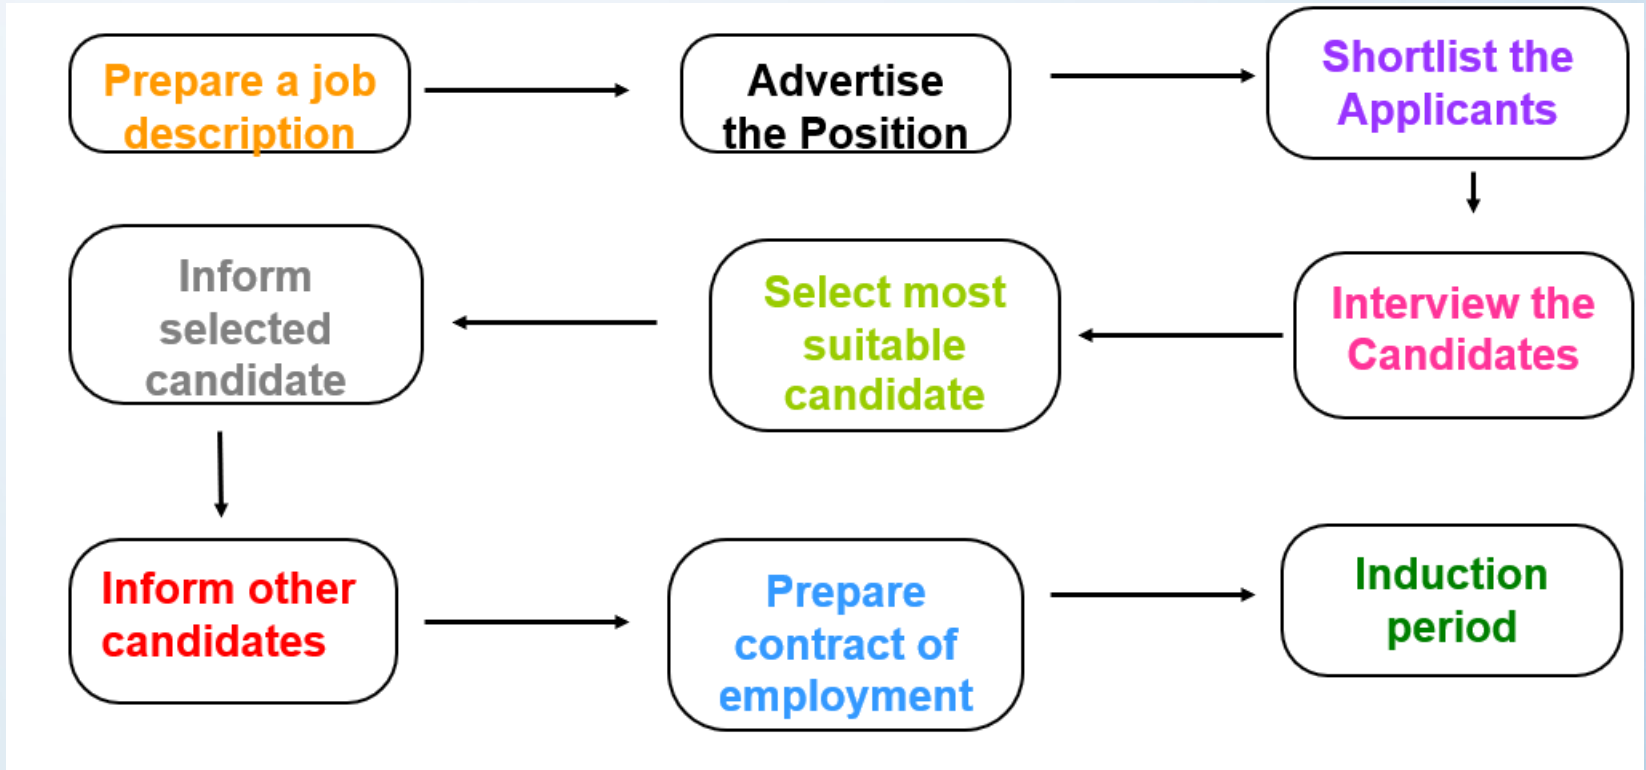 Prepare a job
description
Advertise
the Position
Shortlist the
Applicants
Interview the
Candidates
Select most
suitable
candidate
Inform
selected
candidate
Inform other
candidates
Prepare
contract of
employment
Induction
period